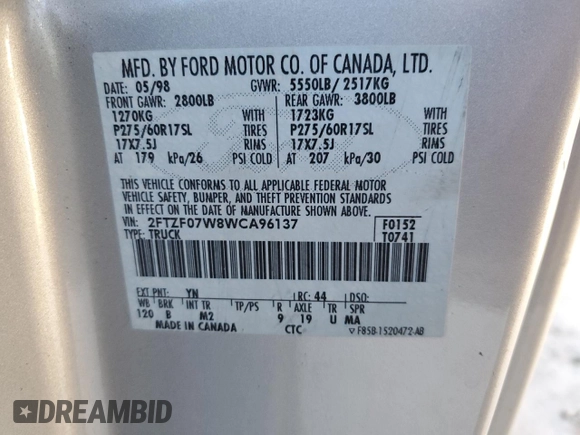 MFD. BY FORD MOTOR CO. OF CANADA, LTD.
DATE: 05/98 GVWR: 5550LB/ 2517KG
FRONT GAWR: 2800LB REAR GAWR: 3800LB
1270KG WITH 1723KG WITH
P275/60R17SL TIRES P275/60R17SL TIRES
17X7.5J RIMS 17X7.5J RIMS
AT 179 kPa/26 PSI COLD AT 207 kPa/30 PSI COLD
THIS VEHICLE CONFORMS TO ALL APPLICABLE FEDERAL MOTOR
VEHICLE SAFETY, BUMPER, AND THEFT PREVENTION STANDARDS
IN EFFECT ON THE DATE OF MANUFACTURE SHOWN ABOVE.
VIN: 2FTZF07W8WCA96137 F0152
TYPE: TRUCK T0741
EXT PNT: YN RC: 44 DSO:
WB BRK INT TR TP/PS R AXLE TR SPR
120 B M2 9 19 U MA
MADE IN CANADA CTC ▽ F85B-1520472-AB
DREAMBID